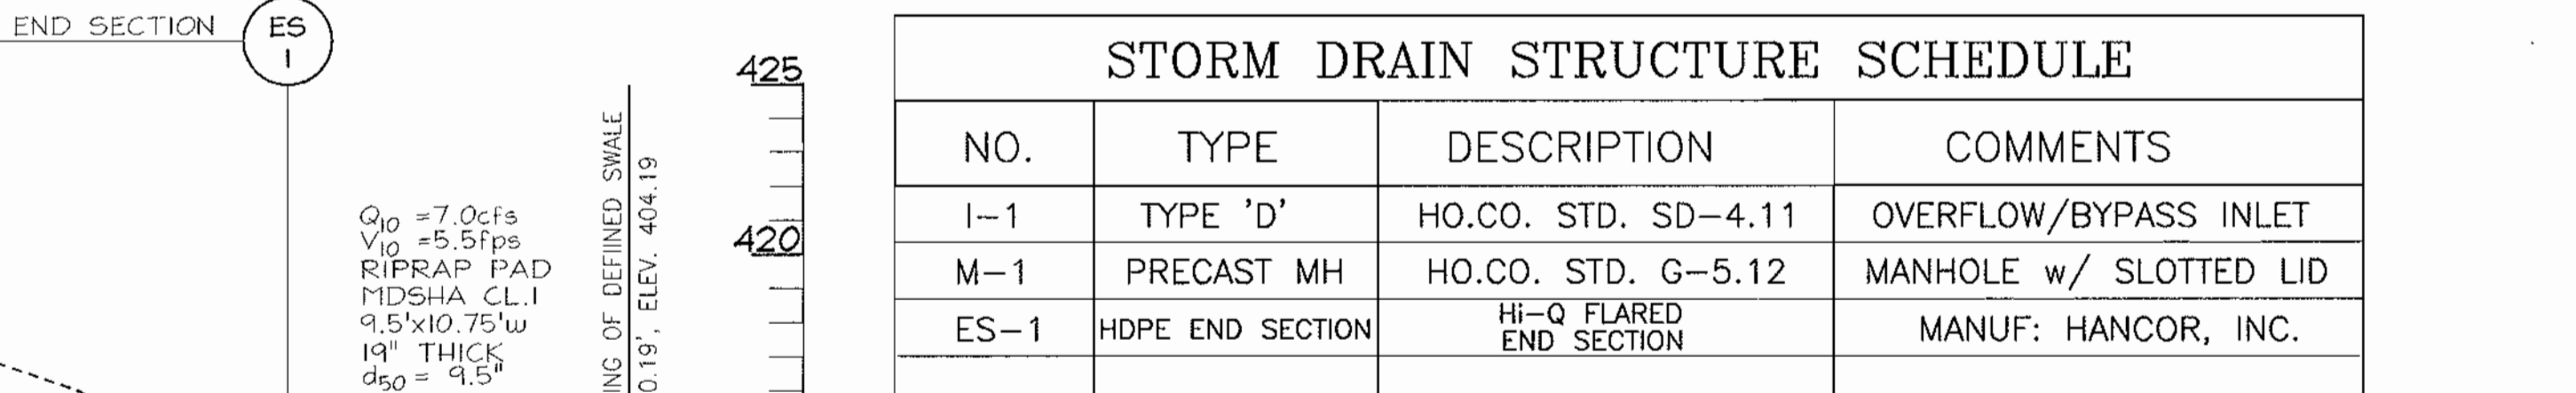 END SECTION
ES
1
Q10 =7.0cfs
V10 =5.5fps
RIPRAP PAD
MDSHA CL.I
9.5'x10.75'w
19" THICK
d50 = 9.5"
ING OF DEFIINED SWALE
0.19', ELEV. 404.19
425
420
STORM DRAIN STRUCTURE SCHEDULE
NO. TYPE DESCRIPTION COMMENTS
I-1 TYPE 'D' HO.CO. STD. SD-4.11 OVERFLOW/BYPASS INLET
M-1 PRECAST MH HO.CO. STD. G-5.12 MANHOLE w/ SLOTTED LID
ES-1 HDPE END SECTION Hi-Q FLARED
END SECTION MANUF: HANCOR, INC.